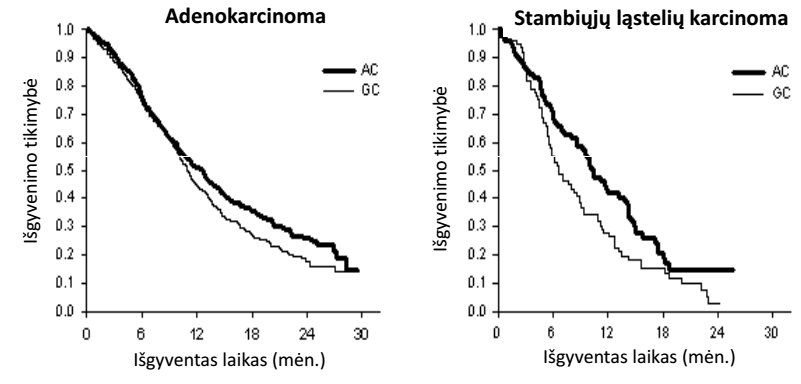 Adenokarcinoma
1.0
0.9
0.8
0.7
0.6
0.5
0.4
0.3
0.2
0.1
0.0
Išgyvenimo tikimybė
AC
GC
0 6 12 18 24 30
Išgyventas laikas (mėn.)
Stambiųjų ląstelių karcinoma
1.0
0.9
0.8
0.7
0.6
0.5
0.4
0.3
0.2
0.1
0.0
Išgyvenimo tikimybė
AC
GC
0 6 12 18 24 30
Išgyventas laikas (mėn.)